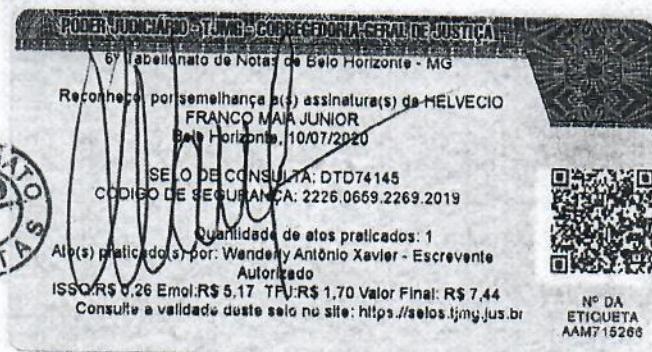 PODER JUDICIÁRIO - TJMG - CORREGEDORIA-GERAL DE JUSTIÇA
6º Tabelionato de Notas de Belo Horizonte - MG
Reconheço, por semelhança a(s) assinatura(s) de HELVECIO
FRANCO MAIA JUNIOR
Belo Horizonte, 10/07/2020
SELO DE CONSULTA: DTD74145
CÓDIGO DE SEGURANÇA: 2226.0659.2269.2019
Quantidade de atos praticados: 1
Ato(s) praticado(s) por: Wanderly Antônio Xavier - Escrevente
Autorizado
ISSQN:R$ 0,26 Emol:R$ 5,17 TFJ:R$ 1,70 Valor Final: R$ 7,44
Consulte a validade deste selo no site: https://selos.tjmg.jus.br
Nº DA
ETIQUETA
AAM715266